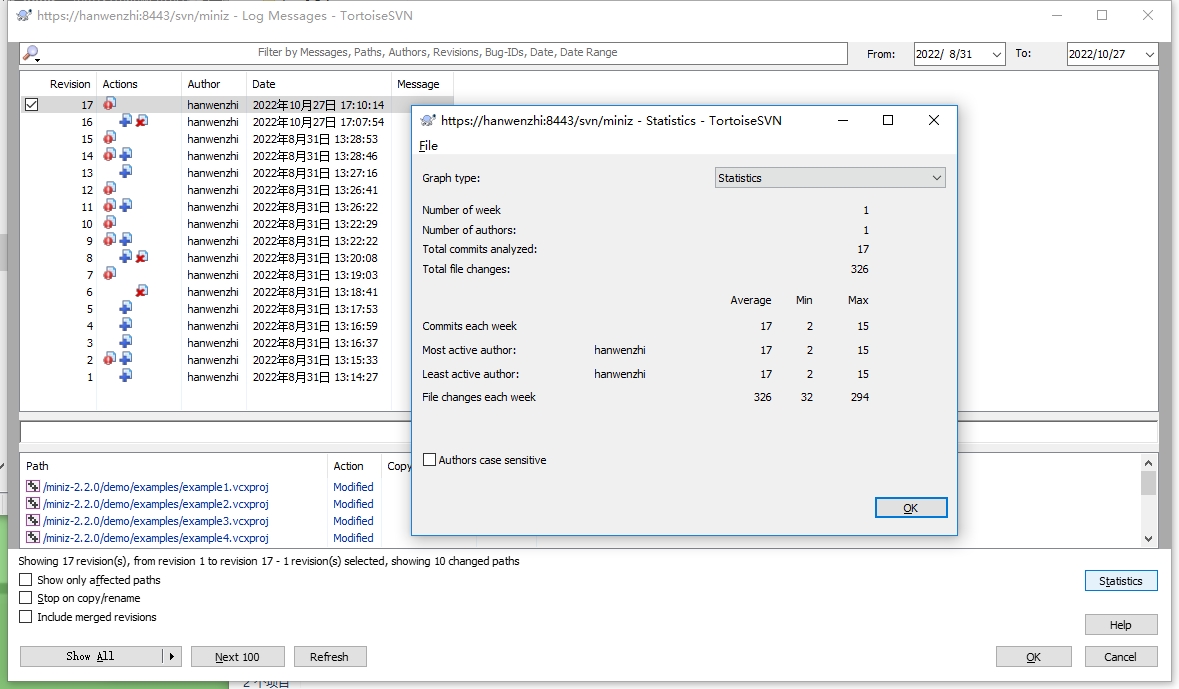 https://hanwenzhi:8443/svn/miniz - Log Messages - TortoiseSVN
Filter by Messages, Paths, Authors, Revisions, Bug-IDs, Date, Date Range From: 2022/ 8/31 To: 2022/10/27
Revision Actions Author Date Message
17 hanwenzhi 2022年10月27日 17:10:14
16 hanwenzhi 2022年10月27日 17:07:54
15 hanwenzhi 2022年8月31日 13:28:53
14 hanwenzhi 2022年8月31日 13:28:46
13 hanwenzhi 2022年8月31日 13:27:16
12 hanwenzhi 2022年8月31日 13:26:41
11 hanwenzhi 2022年8月31日 13:26:22
10 hanwenzhi 2022年8月31日 13:22:29
9 hanwenzhi 2022年8月31日 13:22:22
8 hanwenzhi 2022年8月31日 13:20:08
7 hanwenzhi 2022年8月31日 13:19:03
6 hanwenzhi 2022年8月31日 13:18:41
5 hanwenzhi 2022年8月31日 13:17:53
4 hanwenzhi 2022年8月31日 13:16:59
3 hanwenzhi 2022年8月31日 13:16:37
2 hanwenzhi 2022年8月31日 13:15:33
1 hanwenzhi 2022年8月31日 13:14:27
https://hanwenzhi:8443/svn/miniz - Statistics - TortoiseSVN
File
Graph type: Statistics
Number of week 1
Number of authors: 1
Total commits analyzed: 17
Total file changes: 326
Average Min Max
Commits each week 17 2 15
Most active author: hanwenzhi 17 2 15
Least active author: hanwenzhi 17 2 15
File changes each week 326 32 294
Authors case sensitive
OK
Path Action Copy
/miniz-2.2.0/demo/examples/example1.vcxproj Modified
/miniz-2.2.0/demo/examples/example2.vcxproj Modified
/miniz-2.2.0/demo/examples/example3.vcxproj Modified
/miniz-2.2.0/demo/examples/example4.vcxproj Modified
Showing 17 revision(s), from revision 1 to revision 17 - 1 revision(s) selected, showing 10 changed paths
Show only affected paths
Stop on copy/rename
Include merged revisions
Statistics
Help
Show All Next 100 Refresh OK Cancel
2 个项目